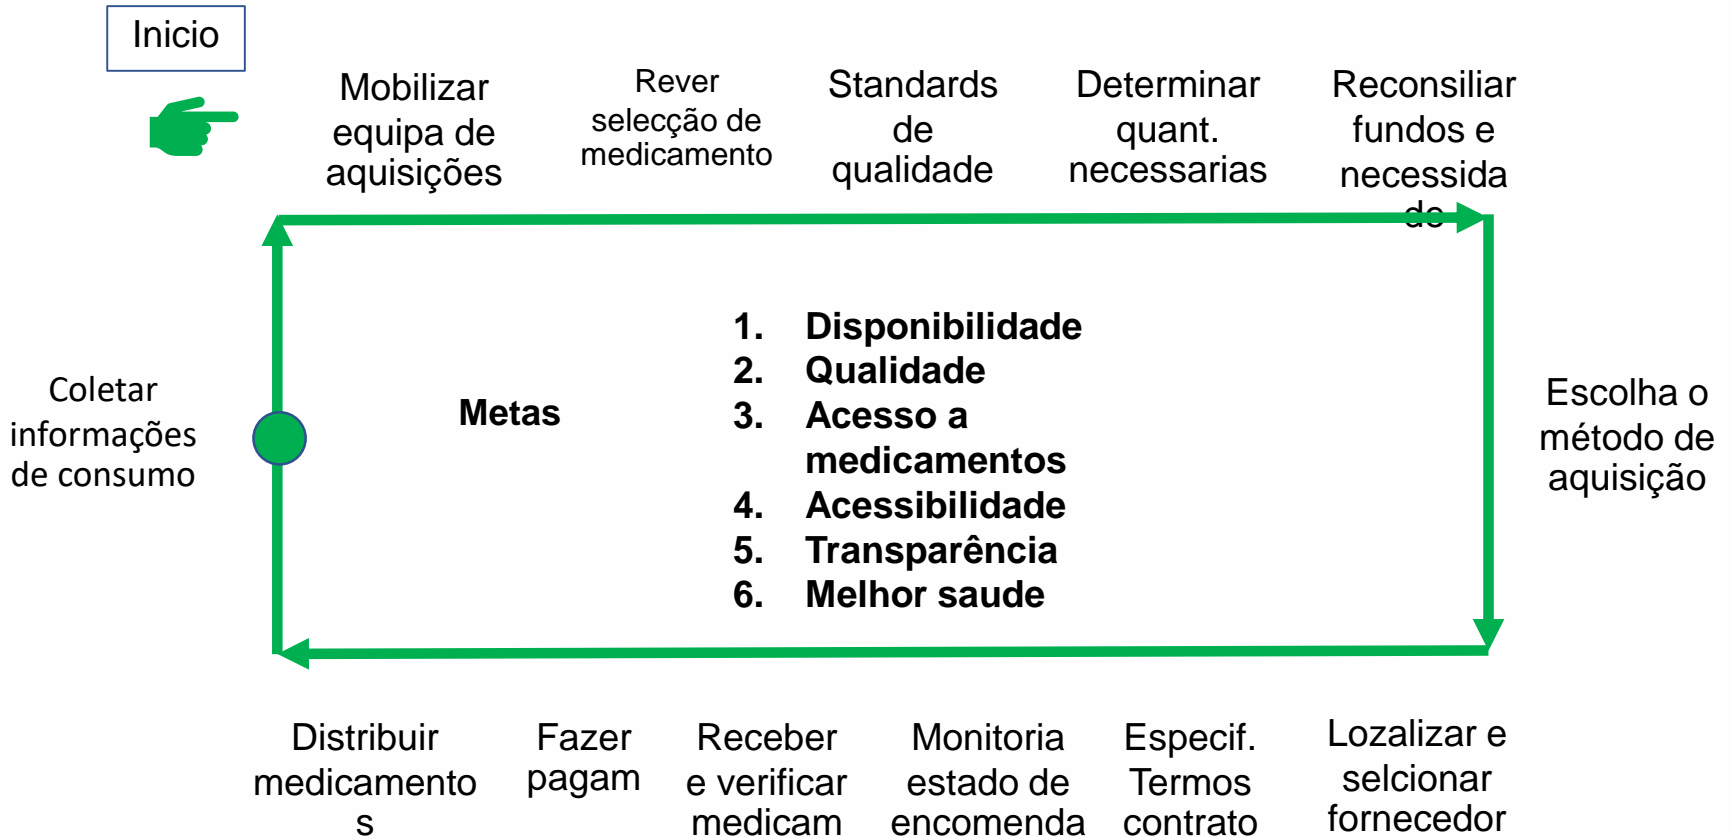 Inicio
Mobilizar
equipa de
aquisições
Rever
selecção de
medicamento
Standards
de
qualidade
Determinar
quant.
necessarias
Reconsiliar
fundos e
necessida
de
Coletar
informações
de consumo
Metas
1. Disponibilidade
2. Qualidade
3. Acesso a
medicamentos
4. Acessibilidade
5. Transparência
6. Melhor saude
Escolha o
método de
aquisição
Distribuir
medicamento
s
Fazer
pagam
Receber
e verificar
medicam
Monitoria
estado de
encomenda
Especif.
Termos
contrato
Lozalizar e
selcionar
fornecedor